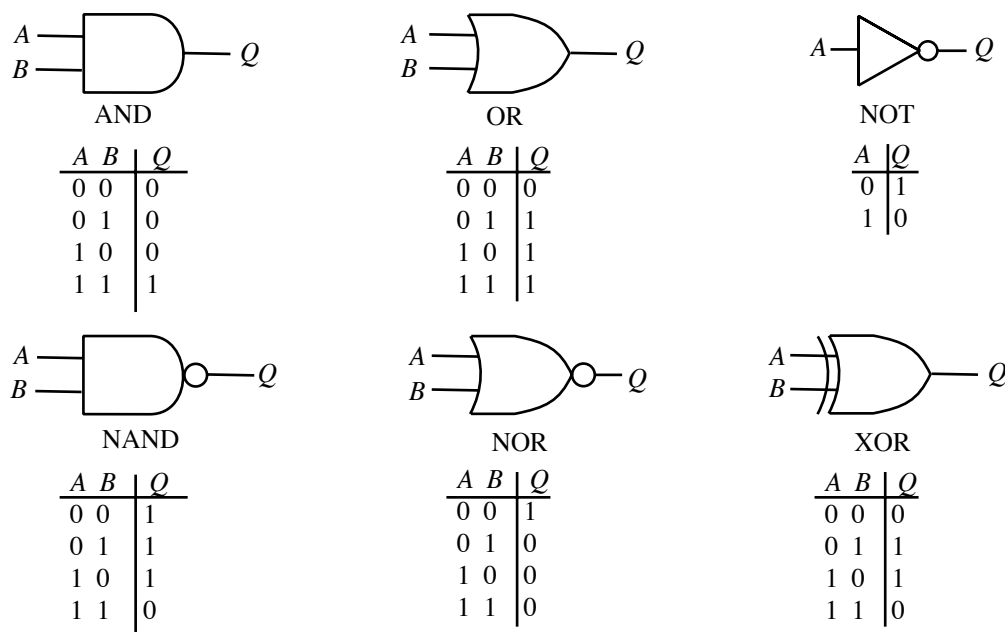 A Q A Q A Q
B B
AND OR NOT
A B Q A B Q A Q
0 0 0 0 0 0 0 1
0 1 0 0 1 1 1 0
1 0 0 1 0 1
1 1 1 1 1 1
A Q A Q A Q
B B B
NAND NOR XOR
A B Q A B Q A B Q
0 0 1 0 0 1 0 0 0
0 1 1 0 1 0 0 1 1
1 0 1 1 0 0 1 0 1
1 1 0 1 1 0 1 1 0